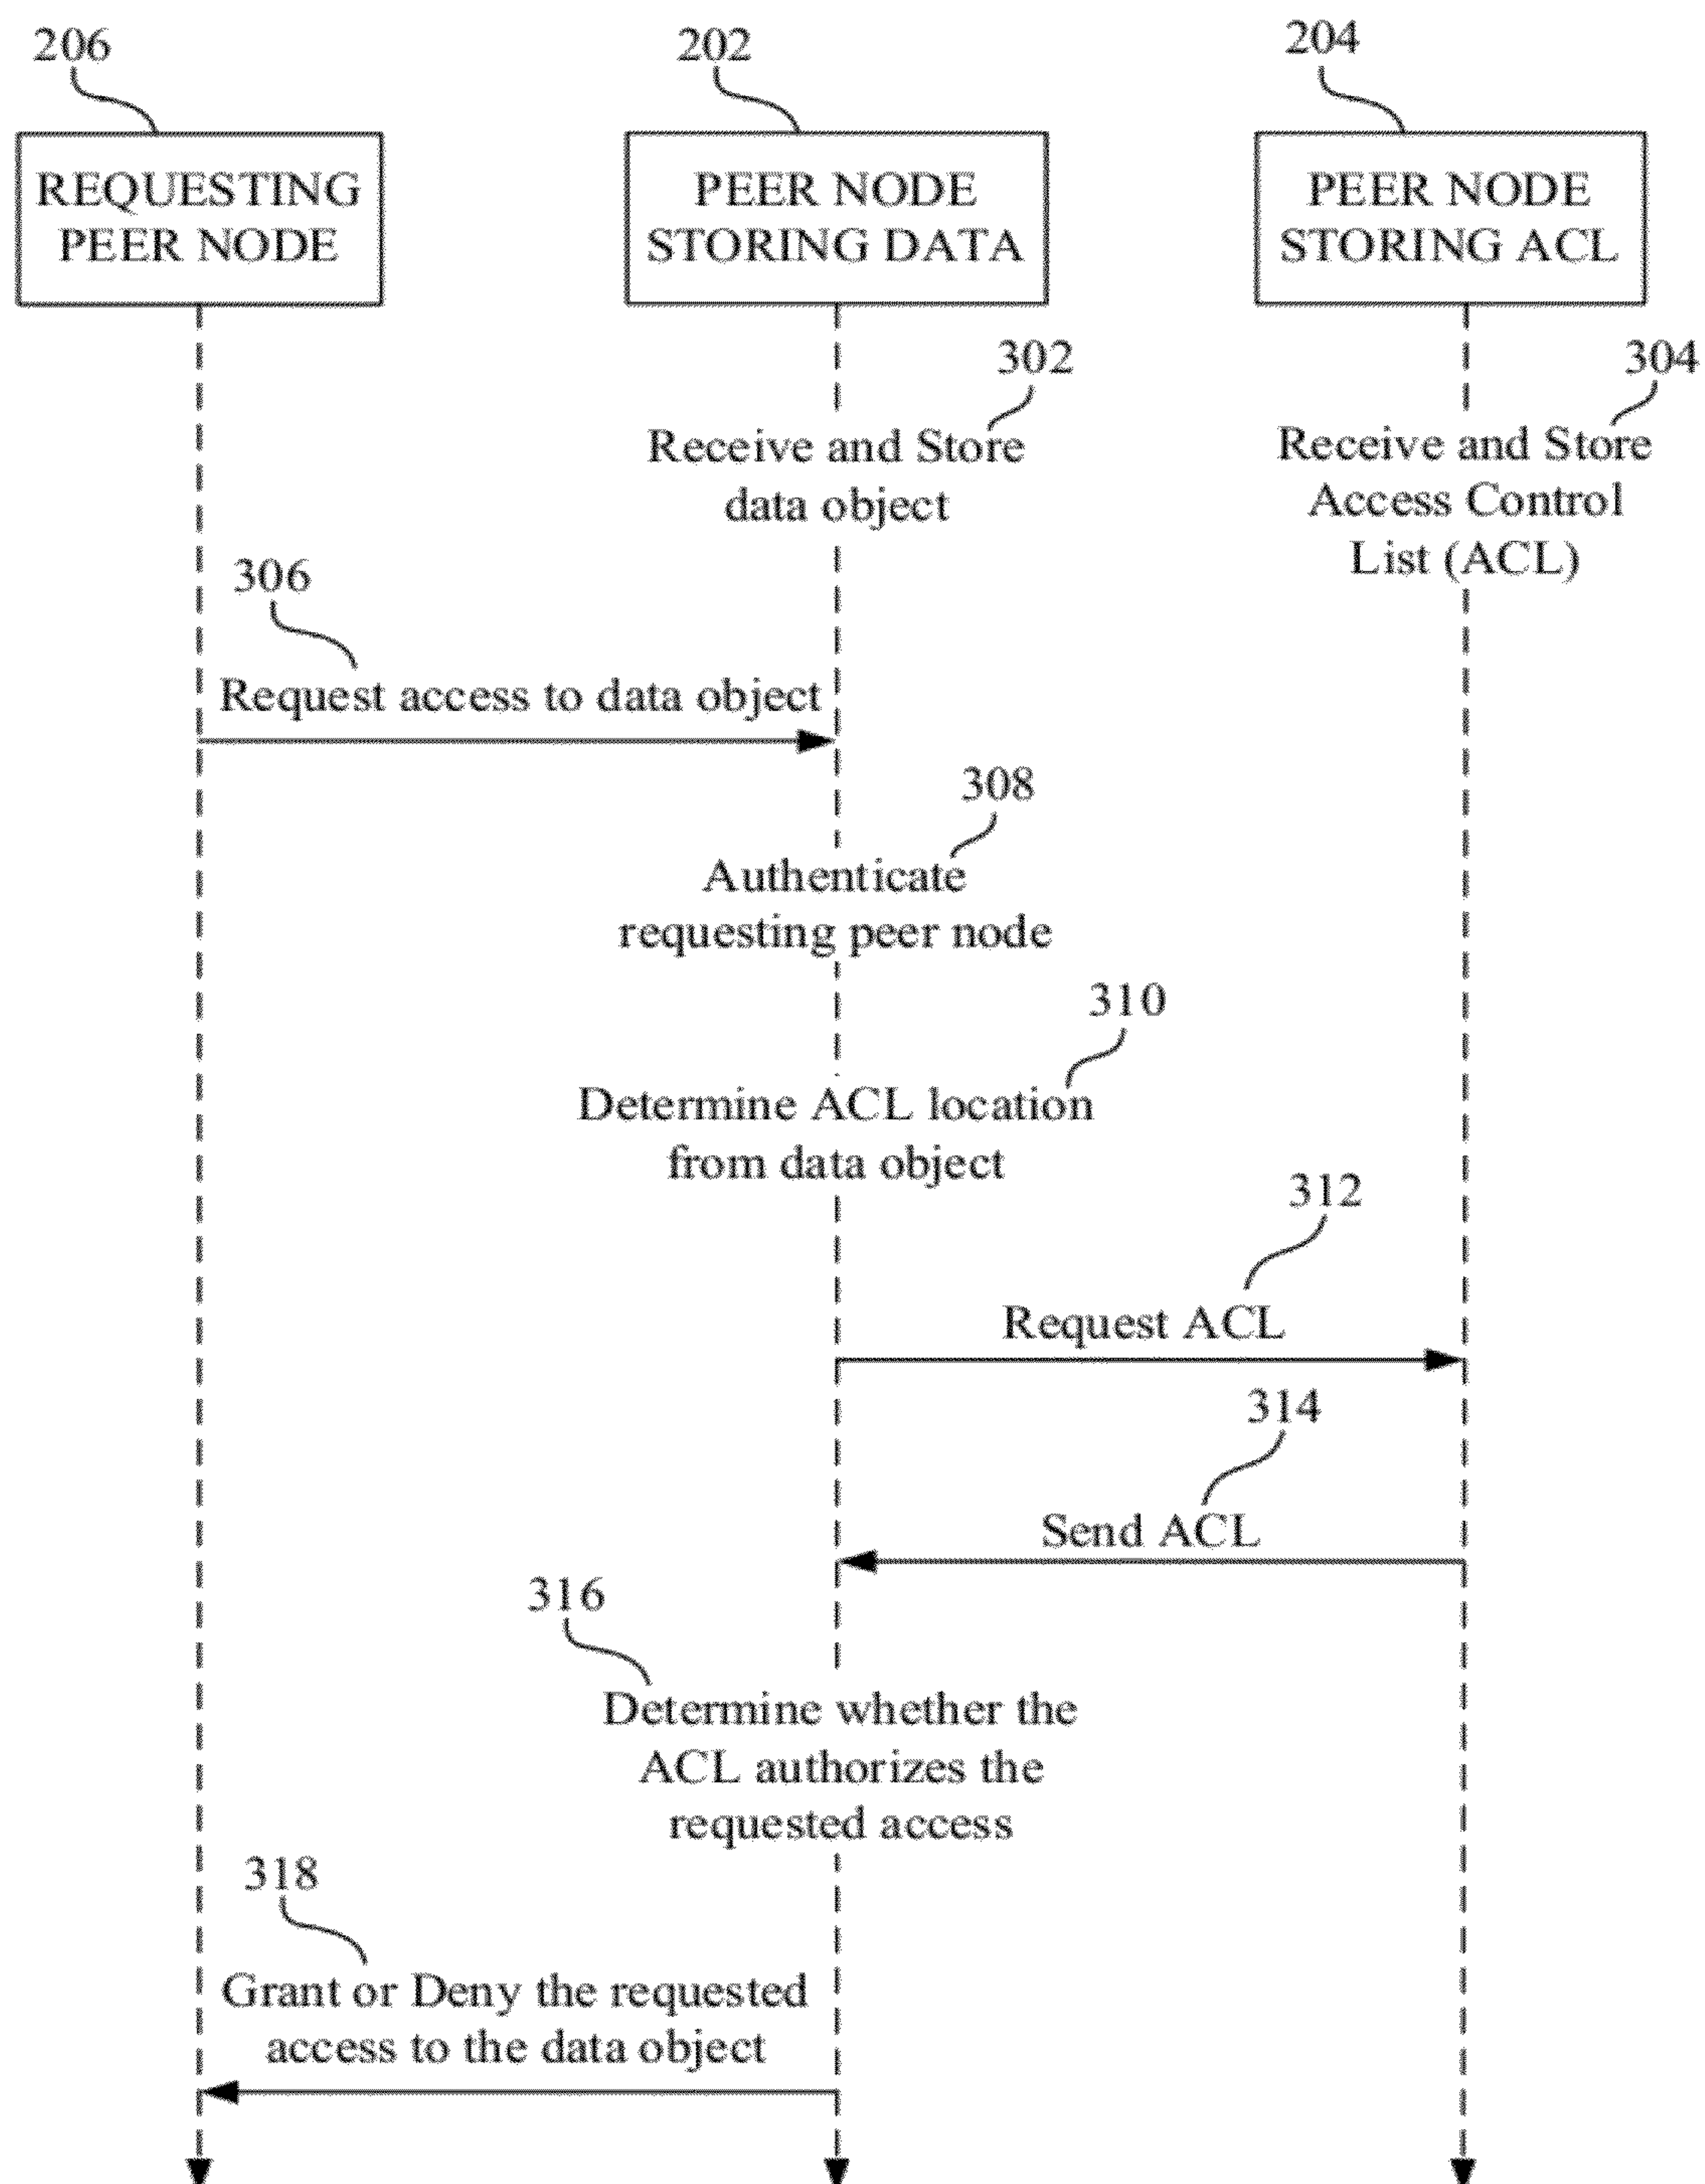 206
202
204
REQUESTING
PEER NODE
PEER NODE
STORING DATA
PEER NODE
STORING ACL
302
304
Receive and Store
data object
Receive and Store
Access Control
List (ACL)
306
Request access to data object
308
Authenticate
requesting peer node
310
Determine ACL location
from data object
312
Request ACL
314
Send ACL
316
Determine whether the
ACL authorizes the
requested access
318
Grant or Deny the requested
access to the data object